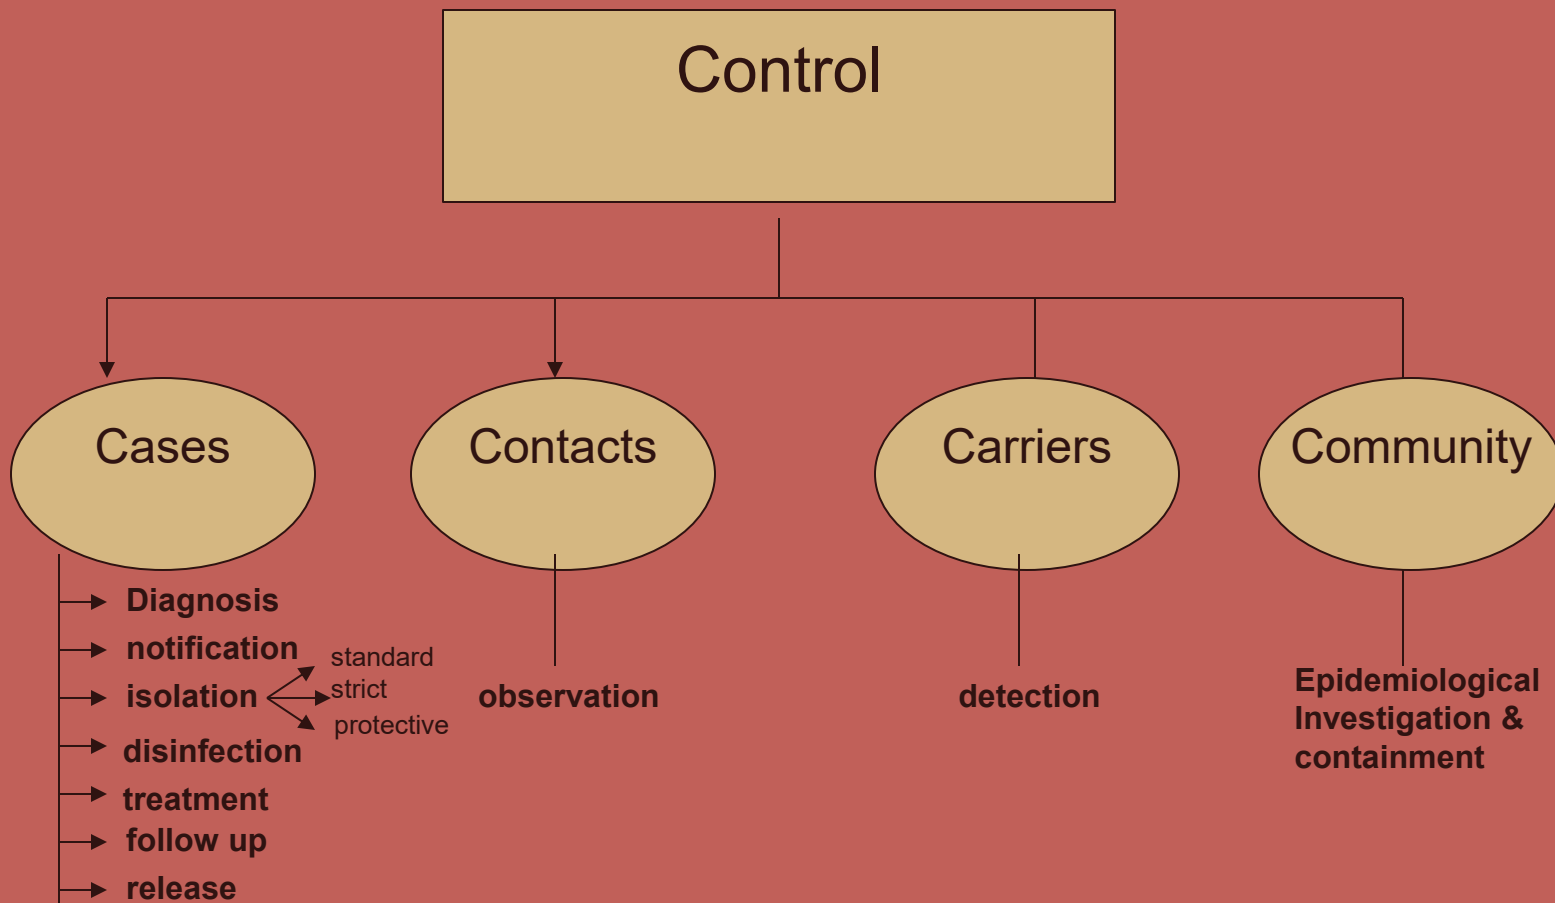 Control
Cases
Contacts
Carriers
Community
Diagnosis
notification
isolation
standard
strict
protective
disinfection
treatment
follow up
release
observation
detection
Epidemiological
Investigation &
containment